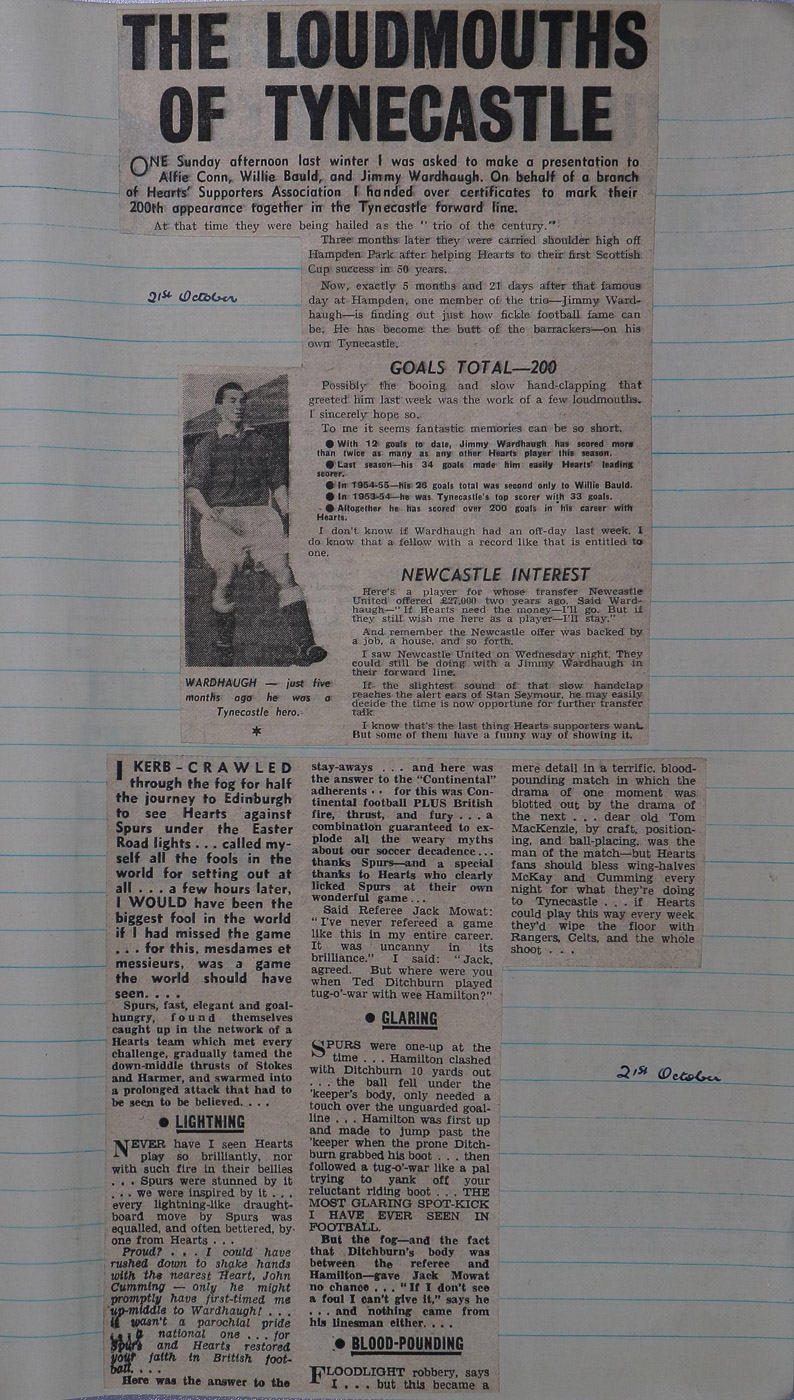 THE LOUDMOUTHS
OF TYNECASTLE
ONE Sunday afternoon last winter I was asked to make a presentation to
Alfie Conn, Willie Bauld, and Jimmy Wardhaugh. On behalf of a branch
of Hearts' Supporters Association I handed over certificates to mark their
200th appearance together in the Tynecastle forward line.
At that time they were being hailed as the "trio of the century."
Three months later they were carried shoulder high off
Hampden Park after helping Hearts to their first Scottish
Cup success in 50 years.
Now, exactly 5 months and 21 days after that famous
day at Hampden, one member of the trio—Jimmy Ward-
haugh—is finding out just how fickle football fame can
be. He has become the butt of the barrackers—on his
own Tynecastle.
21st October
GOALS TOTAL—200
Possibly the booing and slow hand-clapping that
greeted him last week was the work of a few loudmouths.
I sincerely hope so.
To me it seems fantastic memories can be so short.
● With 12 goals to date, Jimmy Wardhaugh has scored more
than twice as many as any other Hearts player this season.
● Last season—his 34 goals made him easily Hearts' leading
scorer.
● In 1954-55—his 26 goals total was second only to Willie Bauld.
● In 1953-54—he was Tynecastle's top scorer with 33 goals.
● Altogether he has scored over 200 goals in his career with
Hearts.
I don't know if Wardhaugh had an off-day last week. I
do know that a fellow with a record like that is entitled to
one.
NEWCASTLE INTEREST
Here's a player for whose transfer Newcastle
United offered £27,000 two years ago. Said Ward-
haugh—"If Hearts need the money—I'll go. But if
they still wish me here as a player—I'll stay."
And remember the Newcastle offer was backed by
a job, a house, and so forth.
I saw Newcastle United on Wednesday night. They
could still be doing with a Jimmy Wardhaugh in
their forward line.
If the slightest sound of that slow handclap
reaches the alert ears of Stan Seymour, he may easily
decide the time is now opportune for further transfer
talk.
I know that's the last thing Hearts supporters want.
But some of them have a funny way of showing it.
WARDHAUGH — just five
months ago he was a
Tynecastle hero.
I KERB-CRAWLED
through the fog for half
the journey to Edinburgh
to see Hearts against
Spurs under the Easter
Road lights . . . called my-
self all the fools in the
world for setting out at
all . . . a few hours later,
I WOULD have been the
biggest fool in the world
if I had missed the game
. . . for this, mesdames et
messieurs, was a game
the world should have
seen. . . .
Spurs, fast, elegant and goal-
hungry, found themselves
caught up in the network of a
Hearts team which met every
challenge, gradually tamed the
down-middle thrusts of Stokes
and Harmer, and swarmed into
a prolonged attack that had to
be seen to be believed. . . .
● LIGHTNING
NEVER have I seen Hearts
play so brilliantly, nor
with such fire in their bellies
. . . Spurs were stunned by it
. . . we were inspired by it . . .
every lightning-like draught-
board move by Spurs was
equalled, and often bettered, by
one from Hearts . . .
Proud? . . . I could have
rushed down to shake hands
with the nearest Heart, John
Cumming — only he might
promptly have first-timed me
up-middle to Wardhaugh! . . .
it wasn't a parochial pride
national one . . . for
Spurs and Hearts restored
your faith in British foot-
ball. . . .
Here was the answer to the
stay-aways . . . and here was
the answer to the "Continental"
adherents . . for this was Con-
tinental football PLUS British
fire, thrust, and fury . . . a
combination guaranteed to ex-
plode all the weary myths
about our soccer decadence. . .
thanks Spurs—and a special
thanks to Hearts who clearly
licked Spurs at their own
wonderful game . . .
Said Referee Jack Mowat:
"I've never refereed a game
like this in my entire career.
It was uncanny in its
brilliance." I said: "Jack,
agreed. But where were you
when Ted Ditchburn played
tug-o'-war with wee Hamilton?"
● GLARING
SPURS were one-up at the
time . . . Hamilton clashed
with Ditchburn 10 yards out
. . . the ball fell under the
'keeper's body, only needed a
touch over the unguarded goal-
line . . . Hamilton was first up
and made to jump past the
'keeper when the prone Ditch-
burn grabbed his boot . . . then
followed a tug-o'-war like a pal
trying to yank off your
reluctant riding boot . . . THE
MOST GLARING SPOT-KICK
I HAVE EVER SEEN IN
FOOTBALL.
But the fog—and the fact
that Ditchburn's body was
between the referee and
Hamilton—gave Jack Mowat
no chance . . . "If I don't see
a foul I can't give it," says he
. . . and nothing came from
his linesman either. . . .
● BLOOD-POUNDING
FLOODLIGHT robbery, says
I . . . but this became a
mere detail in a terrific, blood-
pounding match in which the
drama of one moment was
blotted out by the drama of
the next . . . dear old Tom
MacKenzie, by craft, position-
ing, and ball-placing, was the
man of the match—but Hearts
fans should bless wing-halves
McKay and Cumming every
night for what they're doing
to Tynecastle . . . if Hearts
could play this way every week
they'd wipe the floor with
Rangers, Celts, and the whole
shoot . . .
21st October